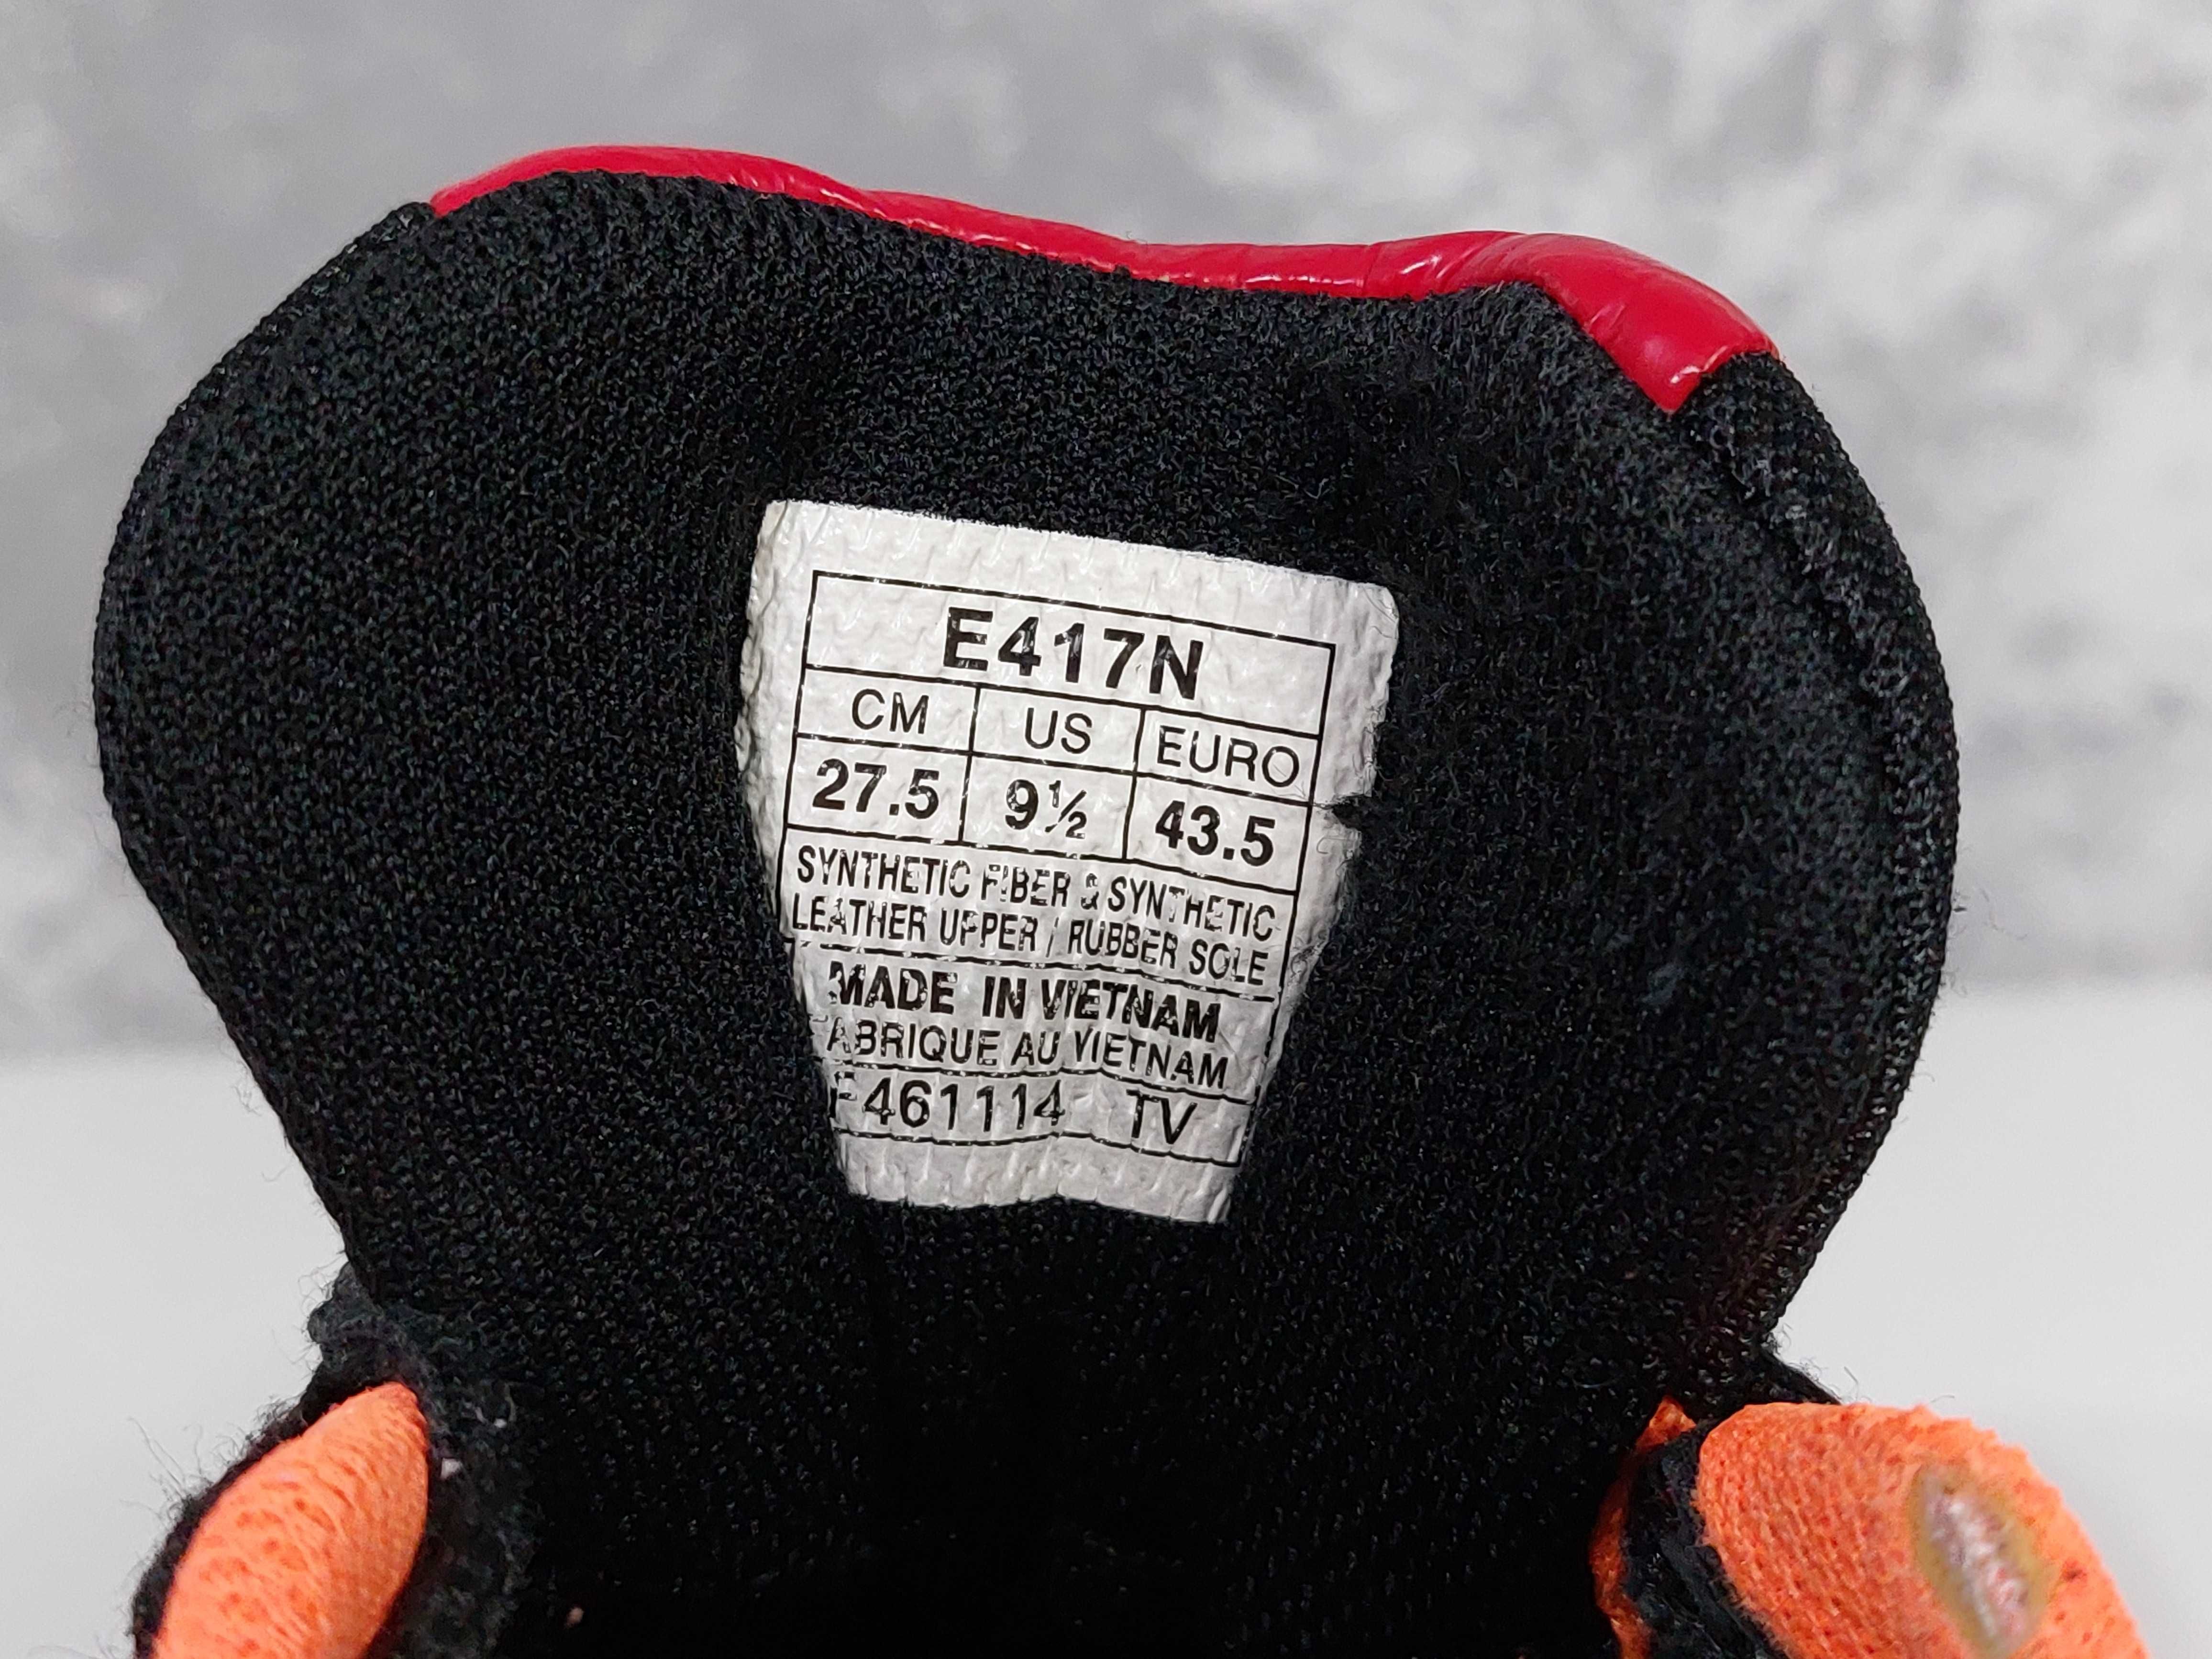 E417N
CM US EURO
27.5 9½ 43.5
SYNTHETIC FIBER & SYNTHETIC
LEATHER UPPER / RUBBER SOLE
MADE IN VIETNAM
FABRIQUE AU VIETNAM
F461114 TV